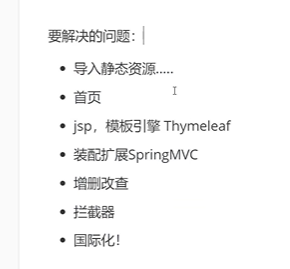 要解决的问题：
导入静态资源.....
首页
jsp，模板引擎 Thymeleaf
装配扩展SpringMVC
增删改查
拦截器
国际化！